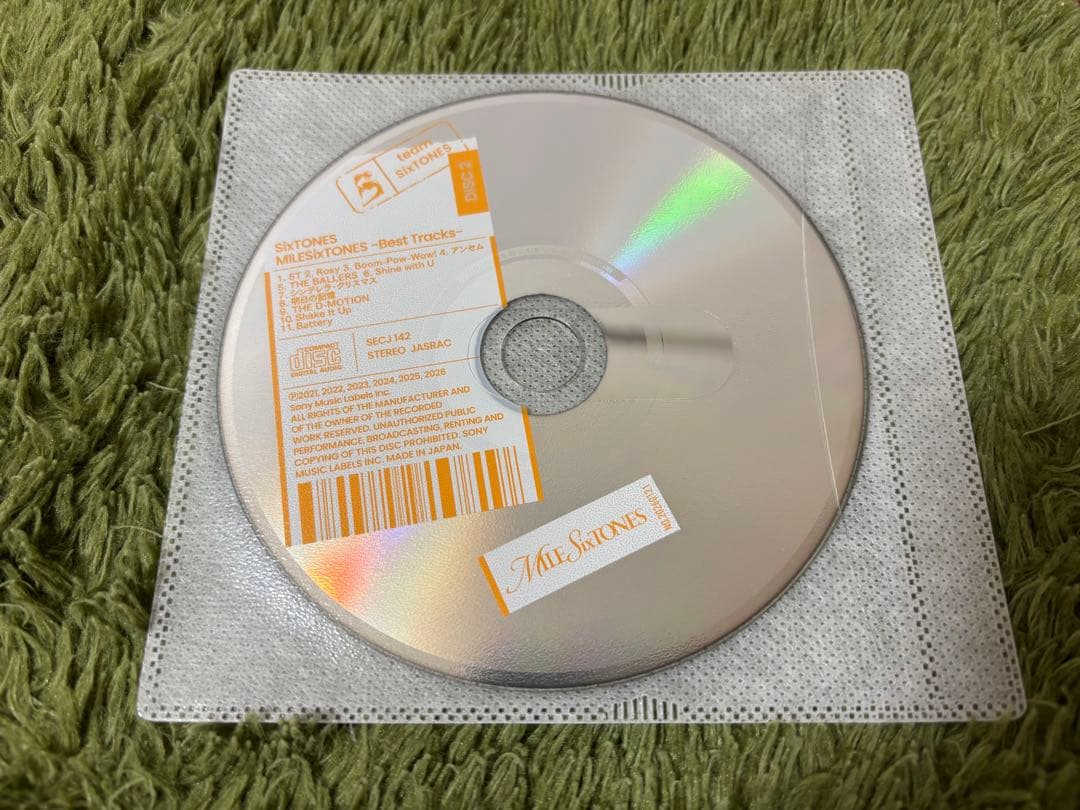 team
SixTONES
DISC 2
SixTONES
MILESixTONES -Best Tracks-
1. ST 2. Rosy 3. Boom-Pow-Wow! 4. アンセム
5. THE BALLERS 6. Shine with U
7. シンデレラ・クリスマス
8. 明日の記憶
9. THE D-MOTION
10. Shake It Up
11. Battery
COMPACT
disc
DIGITAL AUDIO
SECJ 142
STEREO JASRAC
℗2021, 2022, 2023, 2024, 2025, 2026
Sony Music Labels Inc.
ALL RIGHTS OF THE MANUFACTURER AND
OF THE OWNER OF THE RECORDED
WORK RESERVED. UNAUTHORIZED PUBLIC
PERFORMANCE, BROADCASTING, RENTING AND
COPYING OF THIS DISC PROHIBITED. SONY
MUSIC LABELS INC. MADE IN JAPAN.
MILE SixTONES
NO.20260121